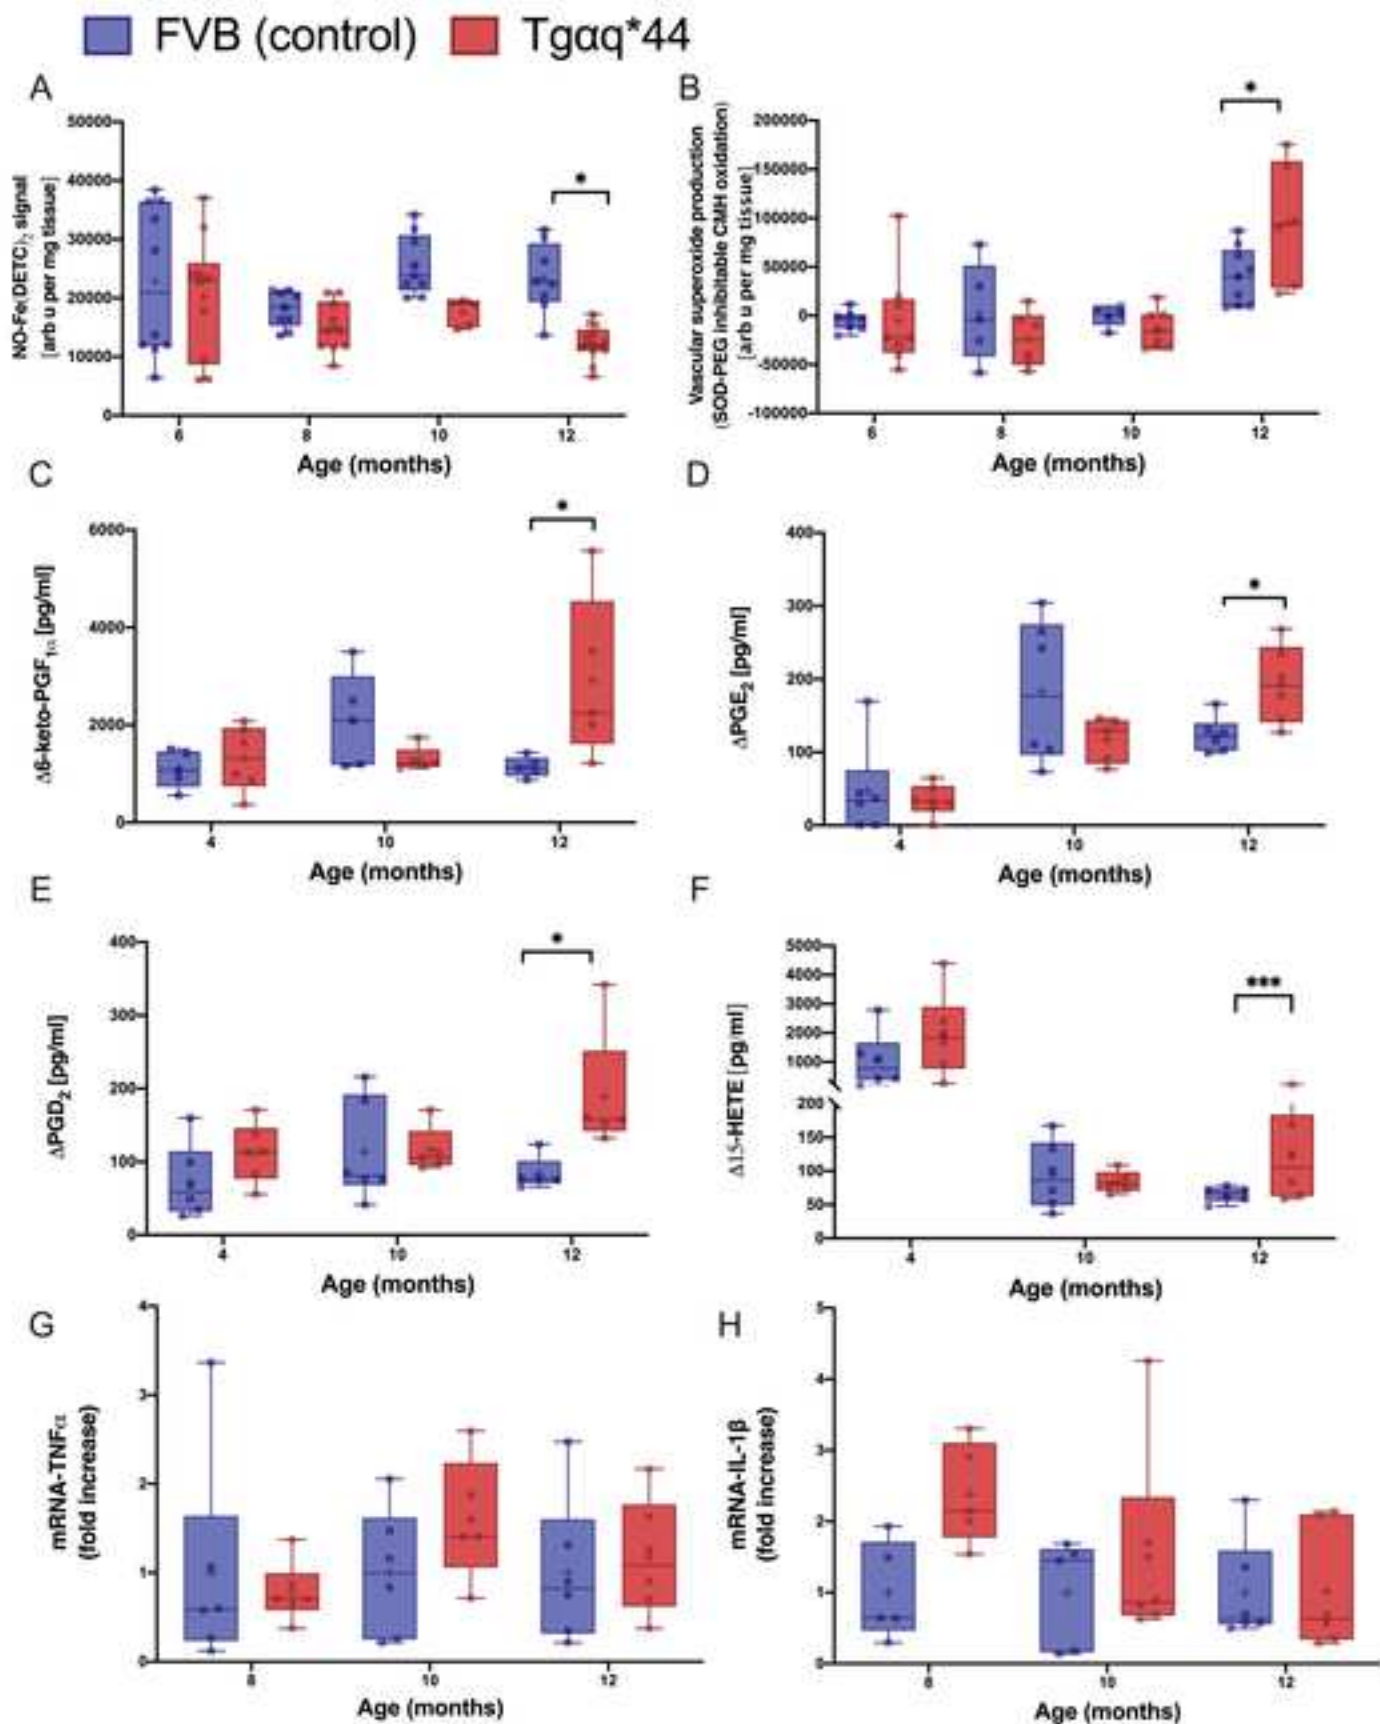 FVB (control) Tgαq*44
A
NO-Fe(DETC)₂ signal
[arb u per mg tissue]
50000
40000
30000
20000
10000
0
*
6 8 10 12
Age (months)
B
Vascular superoxide production
(SOD-PEG inhibitable CMH oxidation)
[arb u per mg tissue]
200000
150000
100000
50000
0
-50000
-100000
*
6 8 10 12
Age (months)
C
Δ6-keto-PGF₁α [pg/ml]
6000
4000
2000
0
*
4 10 12
Age (months)
D
ΔPGE₂ [pg/ml]
400
300
200
100
0
*
4 10 12
Age (months)
E
ΔPGD₂ [pg/ml]
400
300
200
100
0
*
4 10 12
Age (months)
F
Δ15-HETE [pg/ml]
5000
4000
3000
2000
1000
200
150
100
50
0
***
4 10 12
Age (months)
G
mRNA-TNFα
(fold increase)
4
3
2
1
0
8 10 12
Age (months)
H
mRNA-IL-1β
(fold increase)
5
4
3
2
1
0
8 10 12
Age (months)